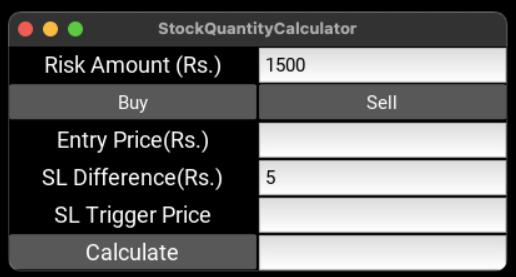 StockQuantityCalculator
Risk Amount (Rs.) 1500
Buy Sell
Entry Price(Rs.)
SL Difference(Rs.) 5
SL Trigger Price
Calculate